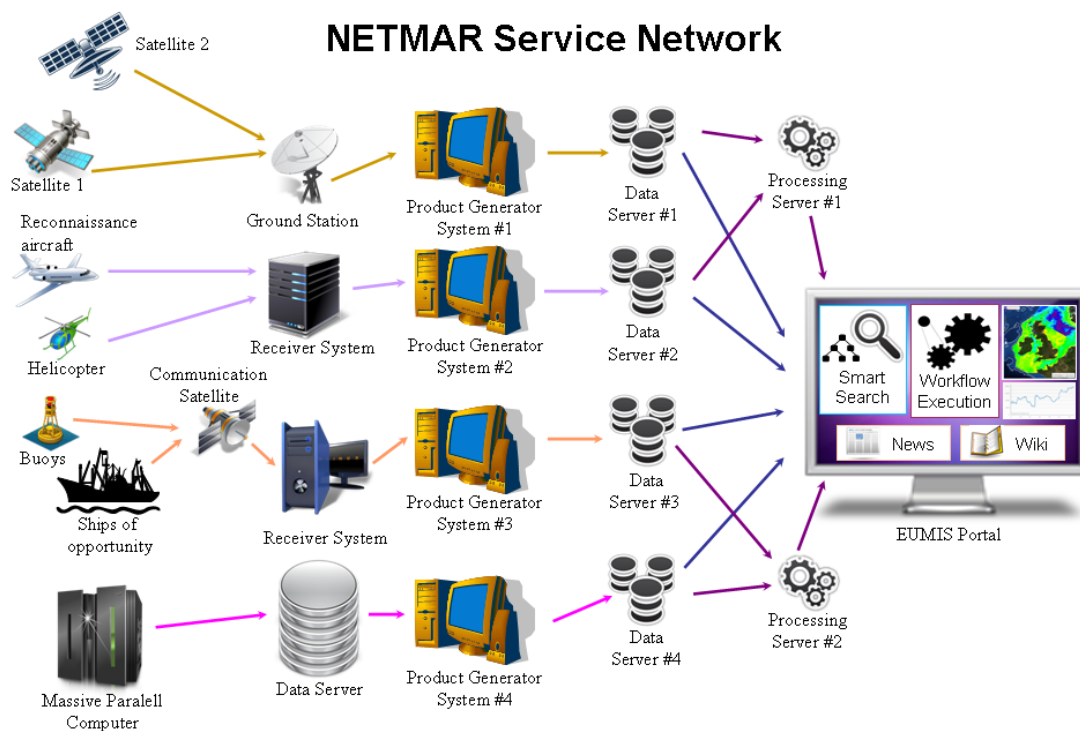 NETMAR Service Network
Satellite 2
Satellite 1
Ground Station
Product Generator
System #1
Data
Server #1
Processing
Server #1
Reconnaissance
aircraft
Helicopter
Receiver System
Product Generator
System #2
Data
Server #2
Communication
Satellite
Buoys
Ships of
opportunity
Receiver System
Product Generator
System #3
Data
Server #3
Smart
Search
Workflow
Execution
News
Wiki
EUMIS Portal
Massive Paralell
Computer
Data Server
Product Generator
System #4
Data
Server #4
Processing
Server #2